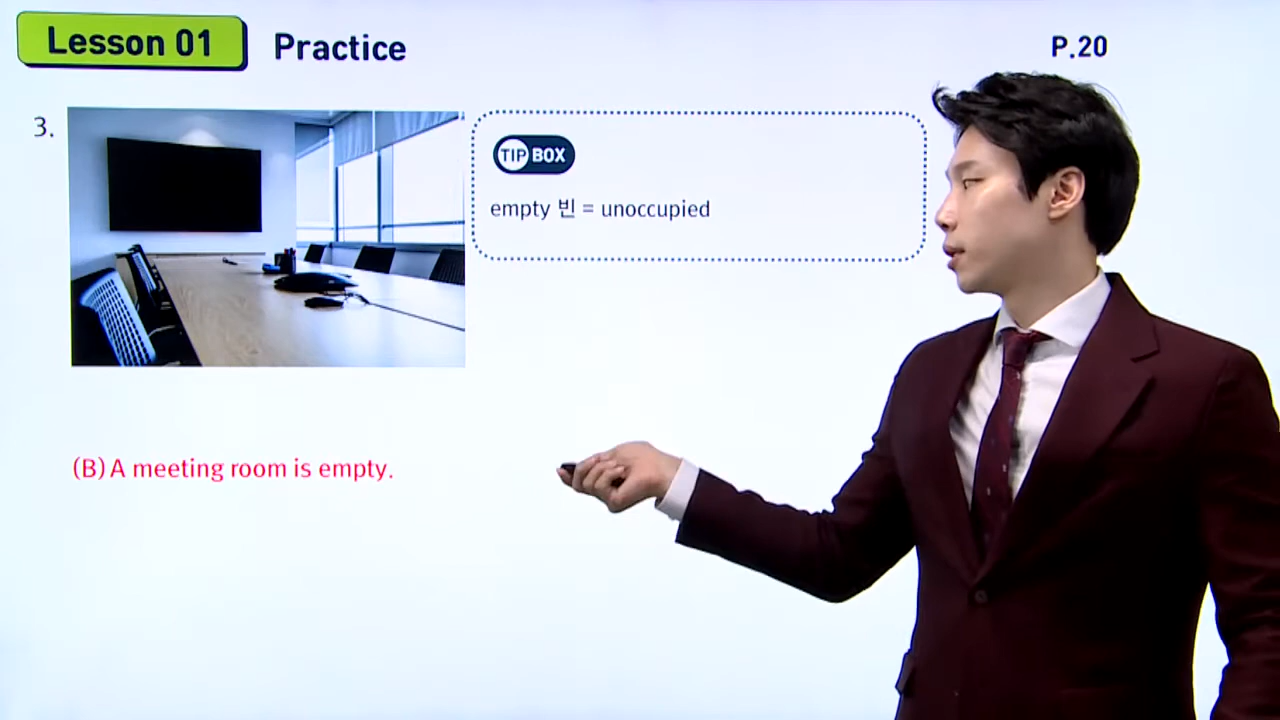 Lesson 01
Practice
P.20
3.
TIP BOX
empty 빈 = unoccupied
(B) A meeting room is empty.